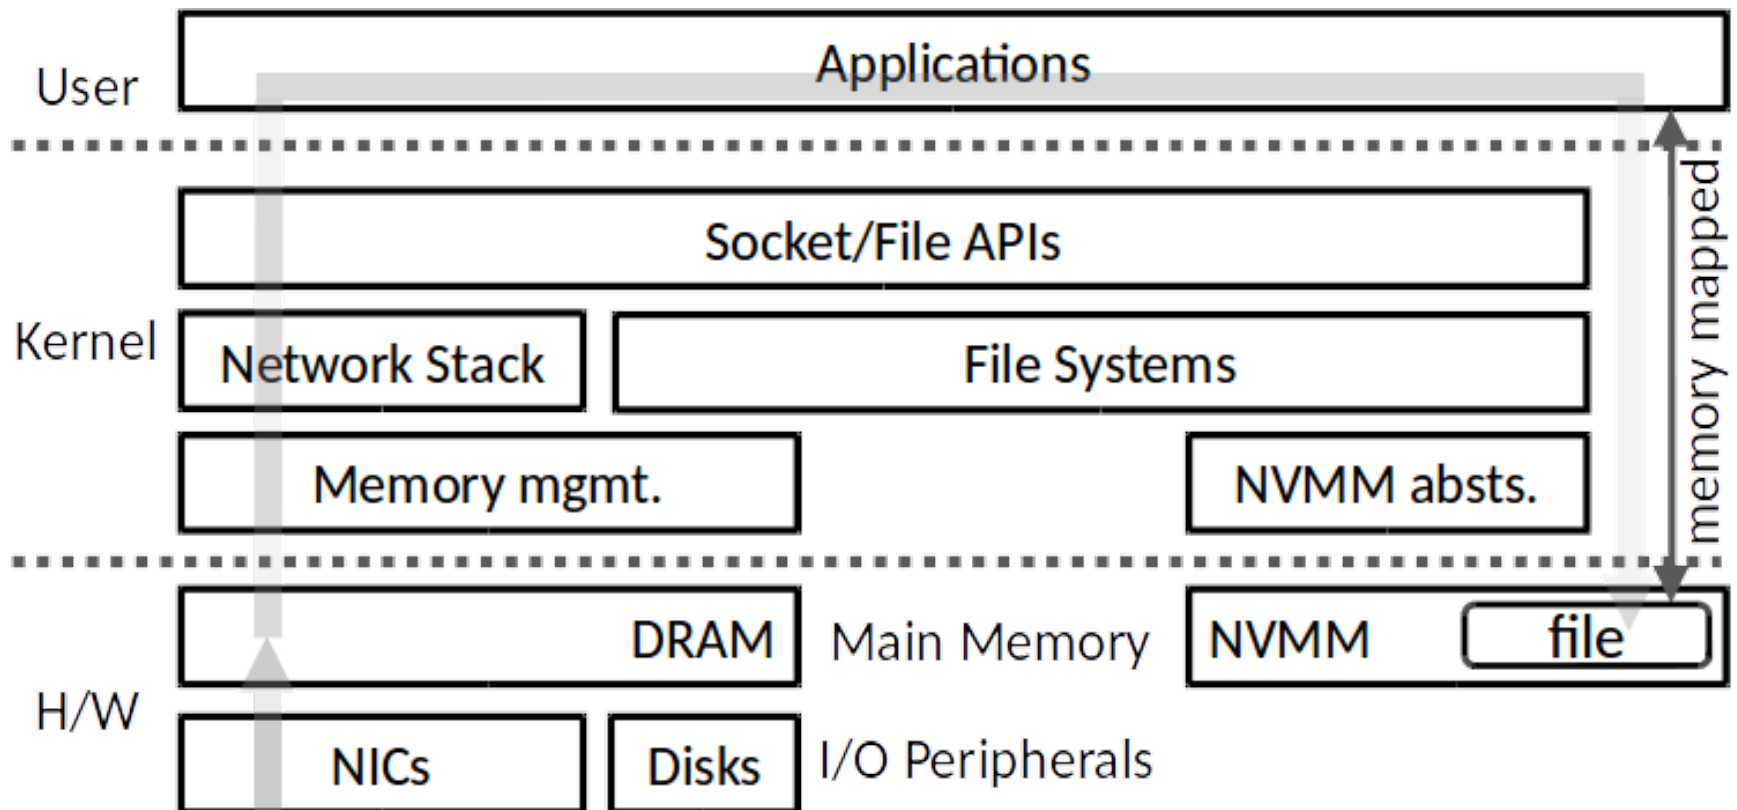 Applications
User
Socket/File APIs
memory mapped
Kernel
Network Stack
File Systems
Memory mgmt.
NVMM absts.
DRAM
Main Memory
NVMM
file
H/W
NICs
Disks
I/O Peripherals